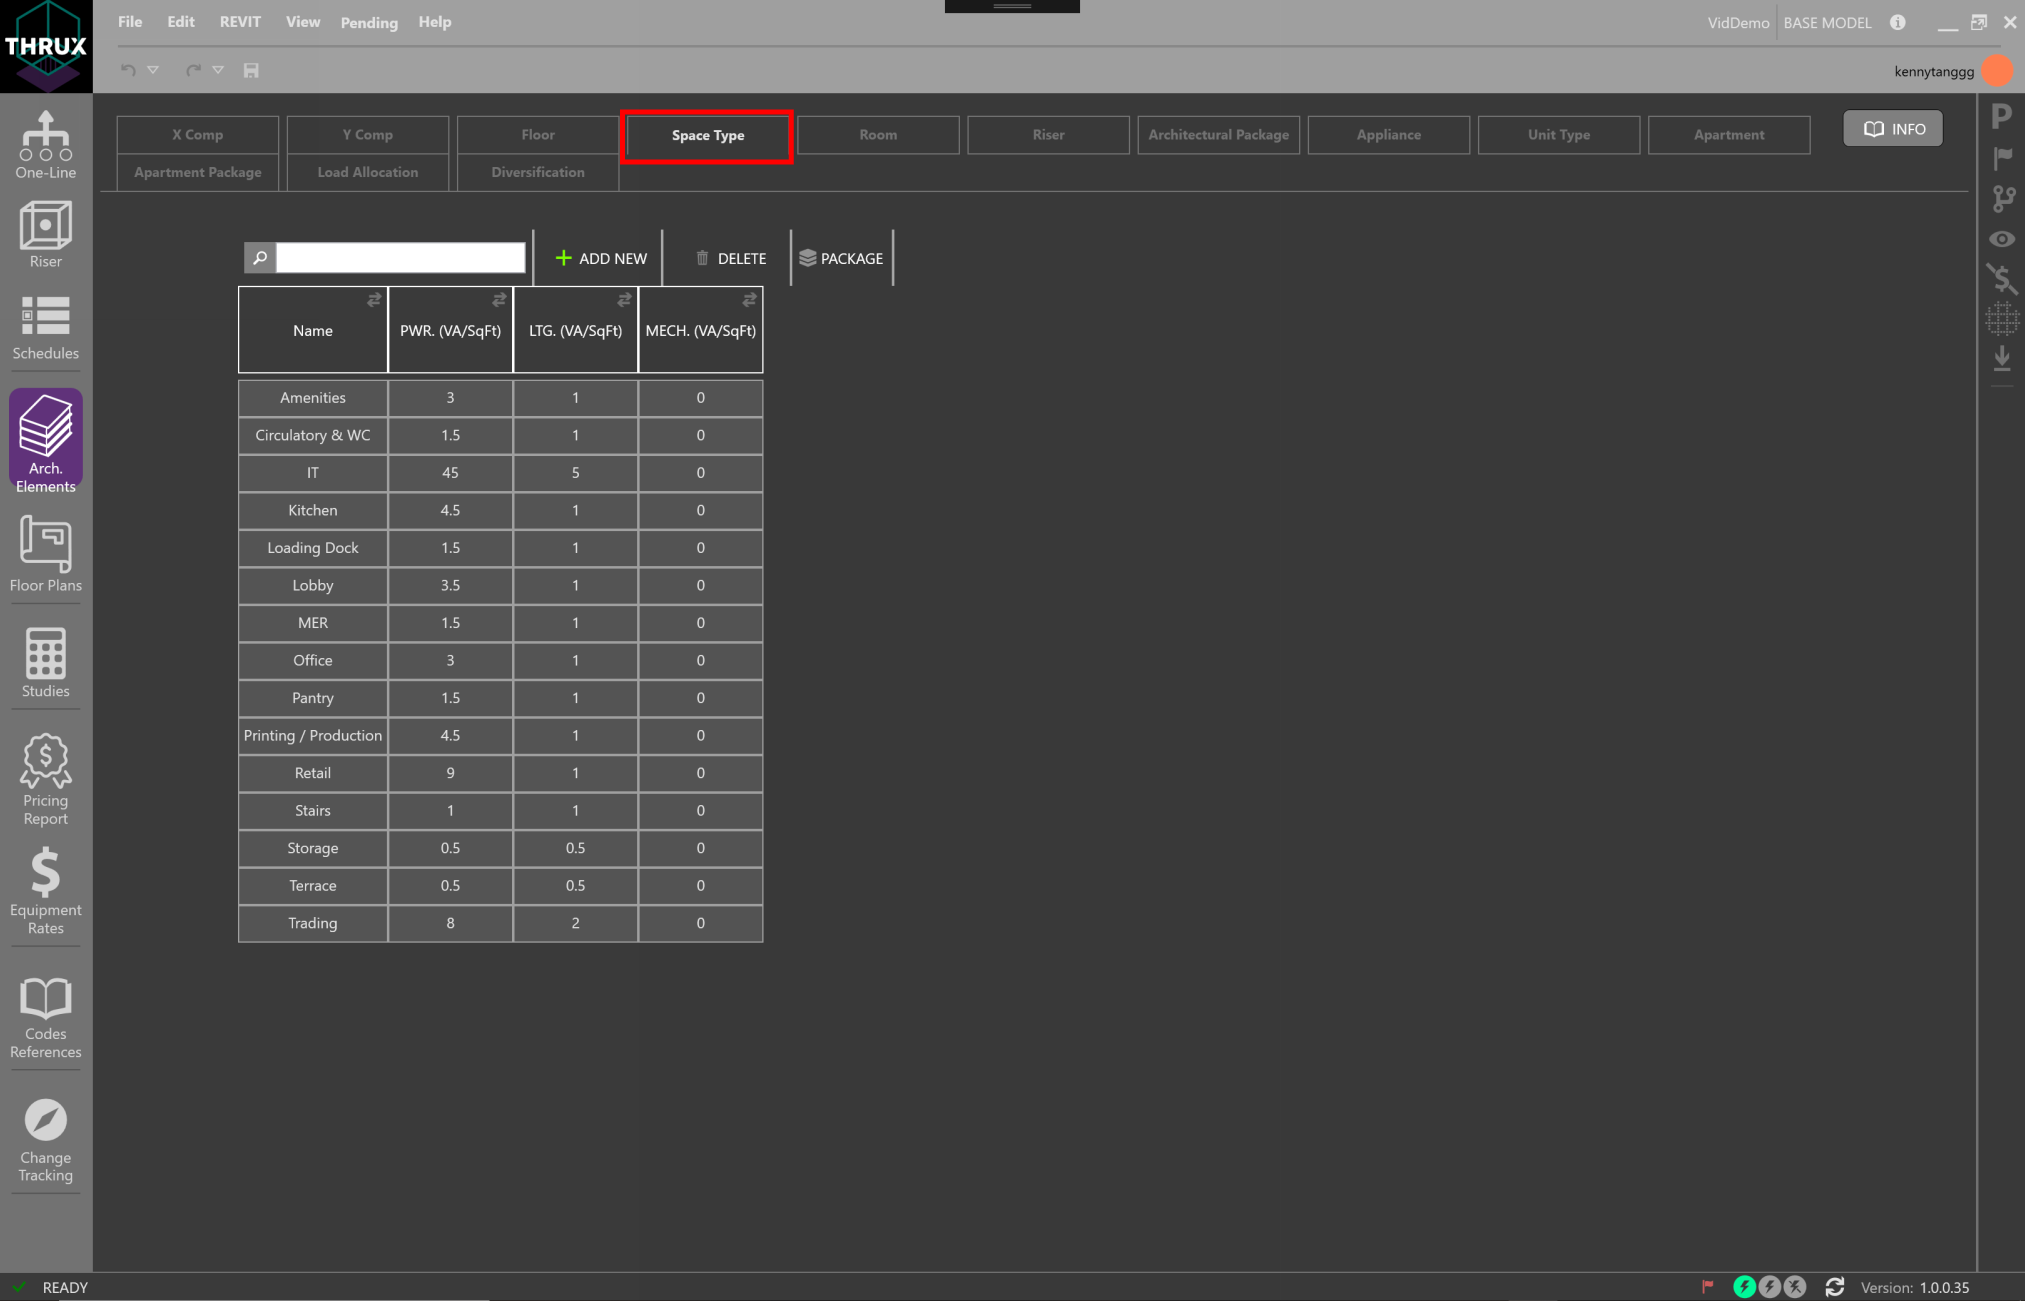 THRUX
File Edit REVIT View Pending Help
VidDemo BASE MODEL
kennytanggg
One-Line
Riser
Schedules
Arch.
Elements
Floor Plans
Studies
Pricing
Report
Equipment
Rates
Codes
References
Change
Tracking
X Comp Y Comp Floor Space Type Room Riser Architectural Package Appliance Unit Type Apartment
INFO
Apartment Package Load Allocation Diversification
ADD NEW DELETE PACKAGE
Name PWR. (VA/SqFt) LTG. (VA/SqFt) MECH. (VA/SqFt)
Amenities 3 1 0
Circulatory & WC 1.5 1 0
IT 45 5 0
Kitchen 4.5 1 0
Loading Dock 1.5 1 0
Lobby 3.5 1 0
MER 1.5 1 0
Office 3 1 0
Pantry 1.5 1 0
Printing / Production 4.5 1 0
Retail 9 1 0
Stairs 1 1 0
Storage 0.5 0.5 0
Terrace 0.5 0.5 0
Trading 8 2 0
P
READY
Version: 1.0.0.35